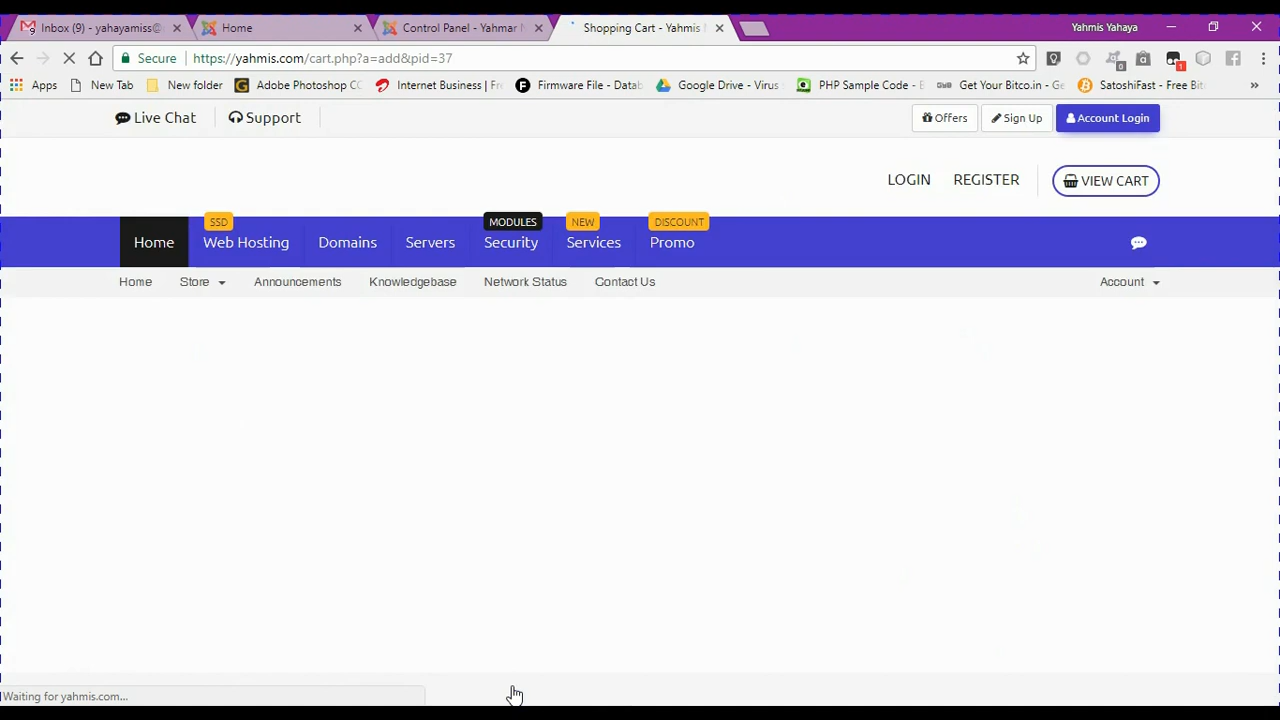 Inbox (9) - yahayamiss@ Home Control Panel - Yahmar Shopping Cart - Yahmis Yahmis Yahaya
Secure https://yahmis.com/cart.php?a=add&pid=37 0 1
Apps New Tab New folder Adobe Photoshop CC Internet Business | Fr Firmware File - Datab Google Drive - Virus PHP Sample Code - Get Your Bitco.in - Ge SatoshiFast - Free Bit »
Live Chat Support Offers Sign Up Account Login
LOGIN REGISTER VIEW CART
SSD MODULES NEW DISCOUNT
Home Web Hosting Domains Servers Security Services Promo
Home Store Announcements Knowledgebase Network Status Contact Us Account
Waiting for yahmis.com...